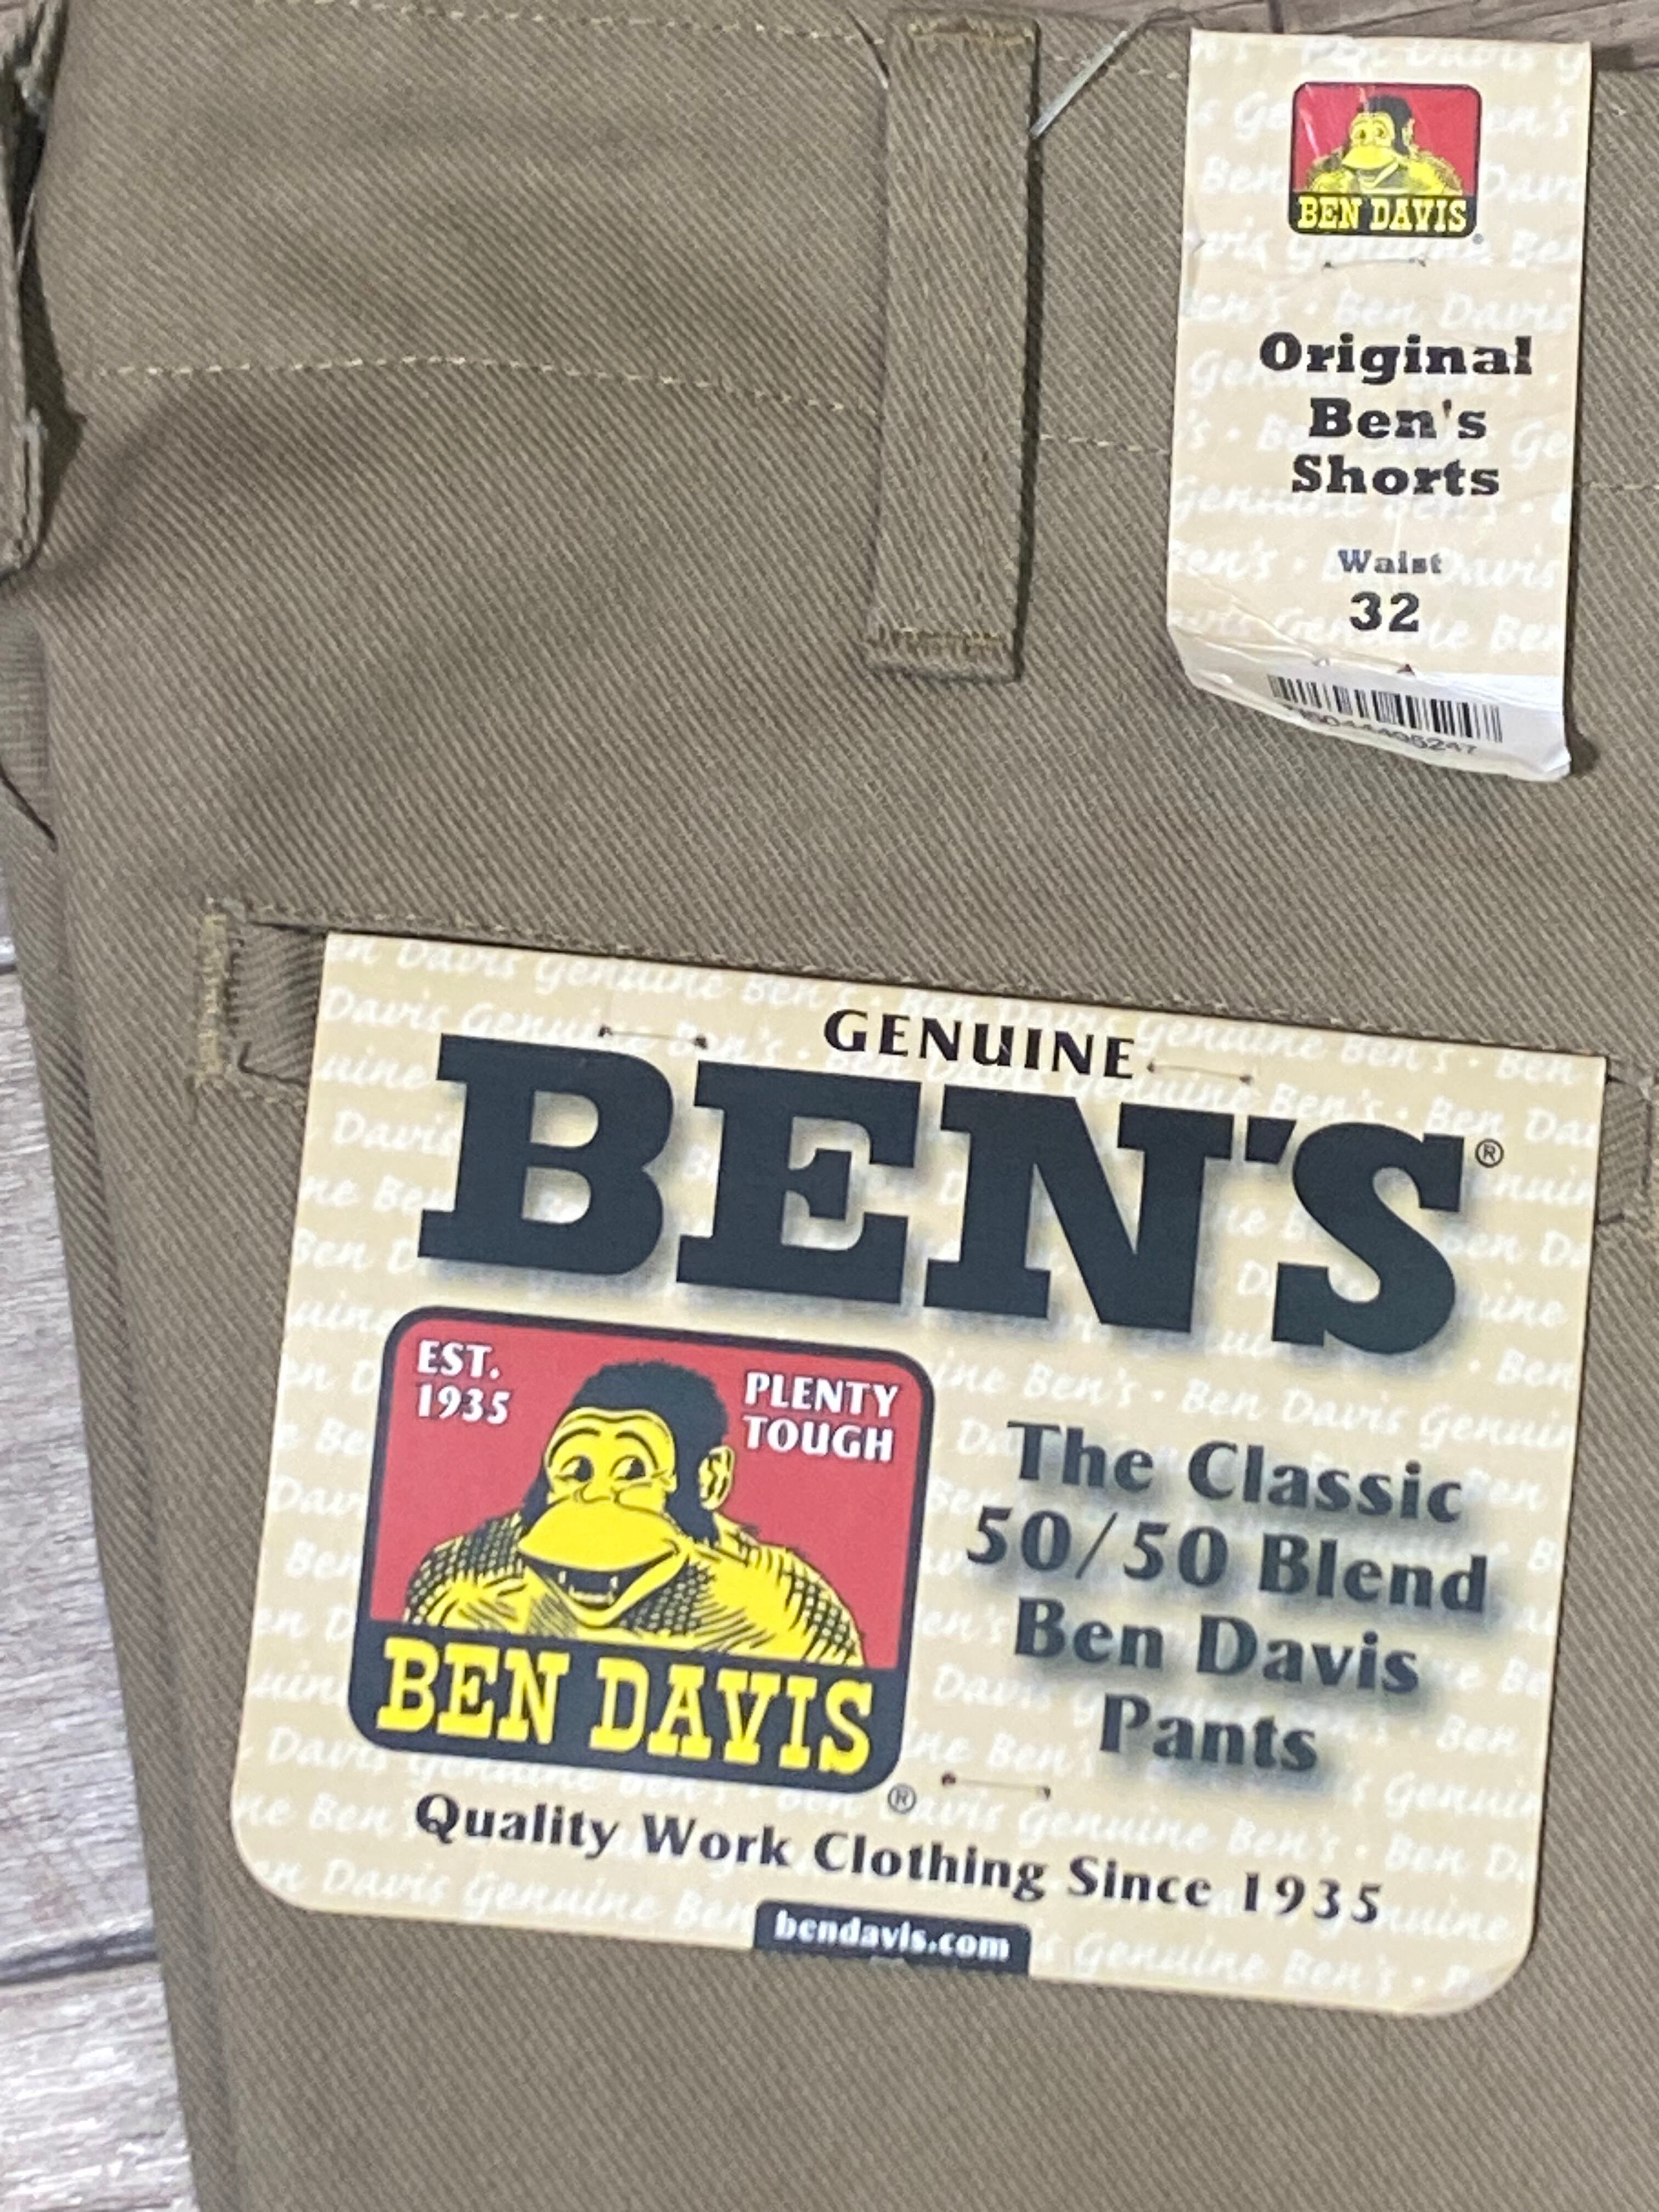 BEN DAVIS
Original
Ben's
Shorts
Waist
32
GENUINE
BEN'S®
EST.
1935
PLENTY
TOUGH
BEN DAVIS
®
The Classic
50/50 Blend
Ben Davis
Pants
Quality Work Clothing Since 1935
bendavis.com